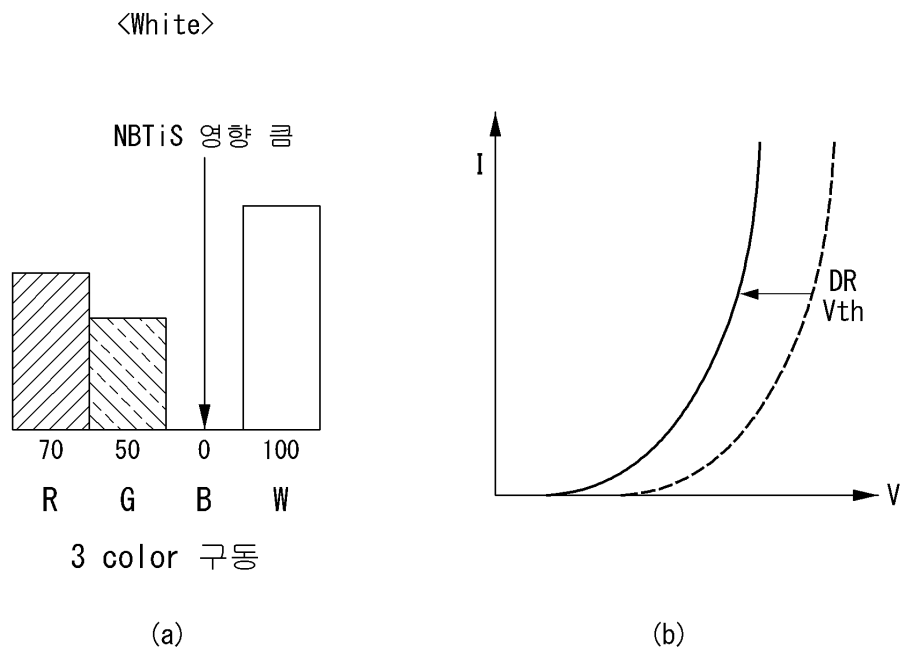 <White>
NBTiS 영향 큼
70 50 0 100
R G B W
3 color 구동
(a)
I
DR
Vth
V
(b)